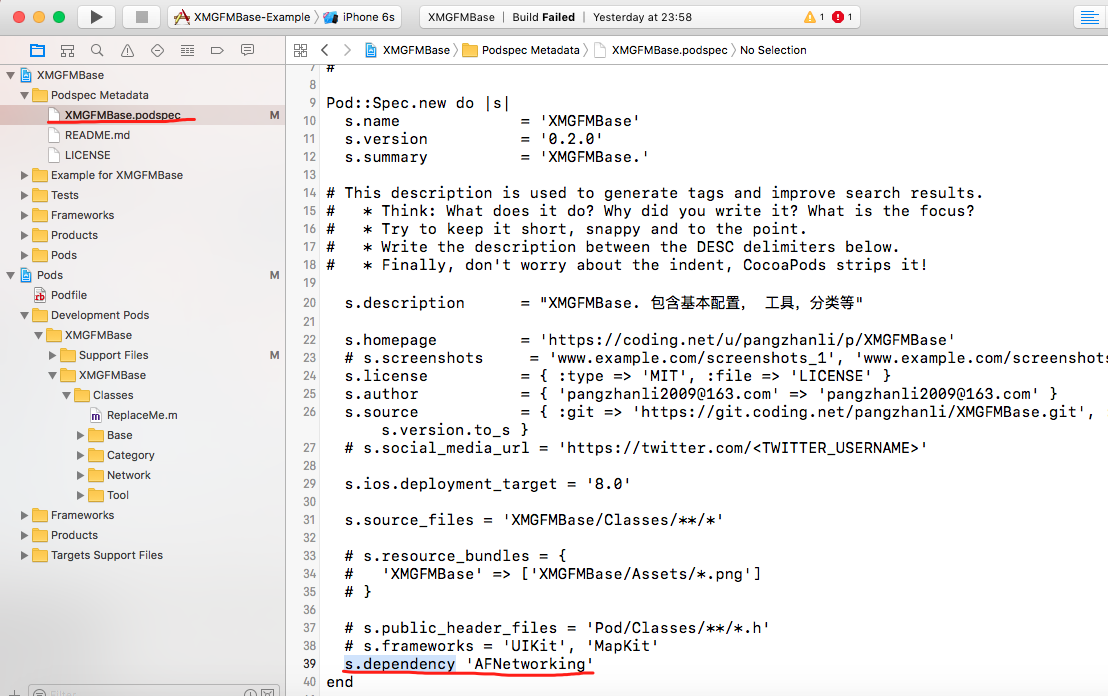 XMGFMBase-Example 〉 iPhone 6s
XMGFMBase | Build Failed | Yesterday at 23:58
1 1
XMGFMBase 〉 Podspec Metadata 〉 XMGFMBase.podspec 〉 No Selection
XMGFMBase
Podspec Metadata
XMGFMBase.podspec M
README.md
LICENSE
Example for XMGFMBase
Tests
Frameworks
Products
Pods
Pods M
Podfile
Development Pods
XMGFMBase
Support Files M
XMGFMBase
Classes
ReplaceMe.m
Base
Category
Network
Tool
Frameworks
Products
Targets Support Files
Filter
7 #
8
9 Pod::Spec.new do |s|
10 s.name = 'XMGFMBase'
11 s.version = '0.2.0'
12 s.summary = 'XMGFMBase.'
13
14 # This description is used to generate tags and improve search results.
15 # * Think: What does it do? Why did you write it? What is the focus?
16 # * Try to keep it short, snappy and to the point.
17 # * Write the description between the DESC delimiters below.
18 # * Finally, don't worry about the indent, CocoaPods strips it!
19
20 s.description = "XMGFMBase. 包含基本配置, 工具,分类等"
21
22 s.homepage = 'https://coding.net/u/pangzhanli/p/XMGFMBase'
23 # s.screenshots = 'www.example.com/screenshots_1', 'www.example.com/screenshots
24 s.license = { :type => 'MIT', :file => 'LICENSE' }
25 s.author = { 'pangzhanli2009@163.com' => 'pangzhanli2009@163.com' }
26 s.source = { :git => 'https://git.coding.net/pangzhanli/XMGFMBase.git',
s.version.to_s }
27 # s.social_media_url = 'https://twitter.com/<TWITTER_USERNAME>'
28
29 s.ios.deployment_target = '8.0'
30
31 s.source_files = 'XMGFMBase/Classes/**/*'
32
33 # s.resource_bundles = {
34 # 'XMGFMBase' => ['XMGFMBase/Assets/*.png']
35 # }
36
37 # s.public_header_files = 'Pod/Classes/**/*.h'
38 # s.frameworks = 'UIKit', 'MapKit'
39 s.dependency 'AFNetworking'
40 end